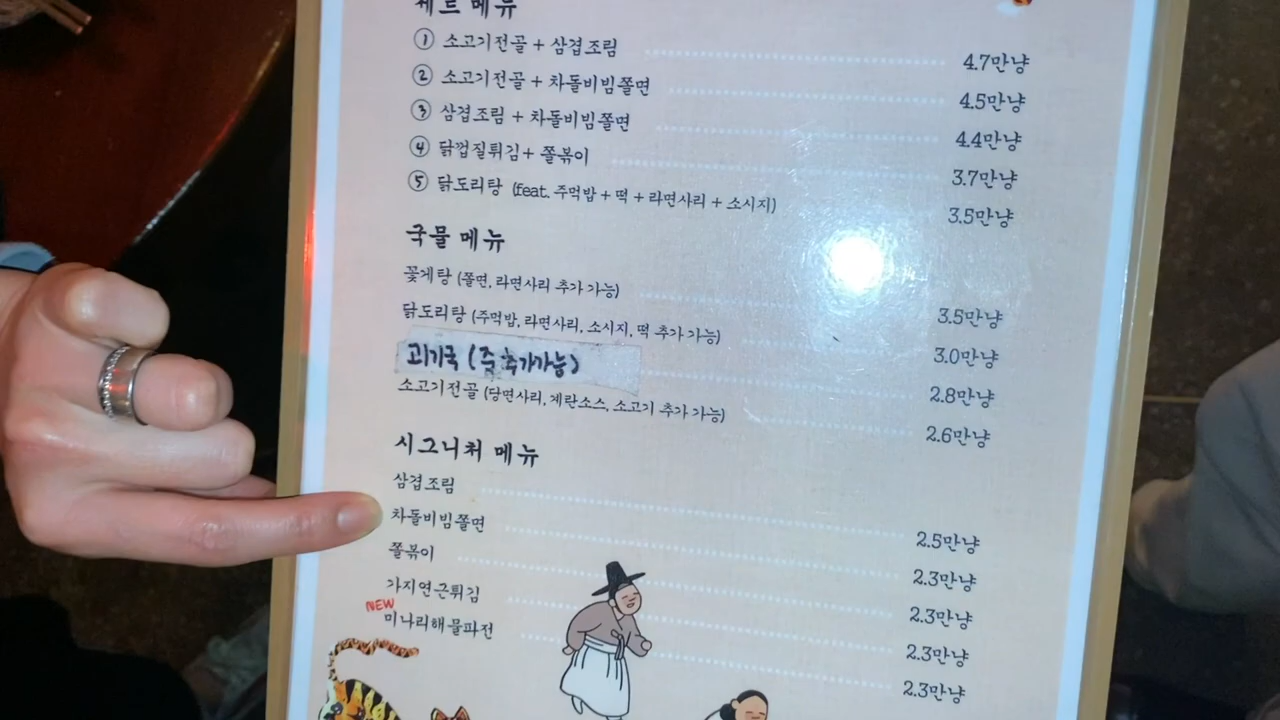 세트 메뉴
① 소고기전골 + 삼겹조림 4.7만냥
② 소고기전골 + 차돌비빔쫄면 4.5만냥
③ 삼겹조림 + 차돌비빔쫄면 4.4만냥
④ 닭껍질튀김 + 쫄볶이 3.7만냥
⑤ 닭도리탕 (feat. 주먹밥 + 떡 + 라면사리 + 소시지) 3.5만냥
국물 메뉴
꽃게탕 (쫄면, 라면사리 추가 가능) 3.5만냥
닭도리탕 (주먹밥, 라면사리, 소시지, 떡 추가 가능) 3.0만냥
괴기국 (죽 추가가능) 2.8만냥
소고기전골 (당면사리, 계란소스, 소고기 추가 가능) 2.6만냥
시그니처 메뉴
삼겹조림 2.5만냥
차돌비빔쫄면 2.3만냥
쫄볶이 2.3만냥
가지연근튀김 2.3만냥
NEW
미나리해물파전 2.3만냥